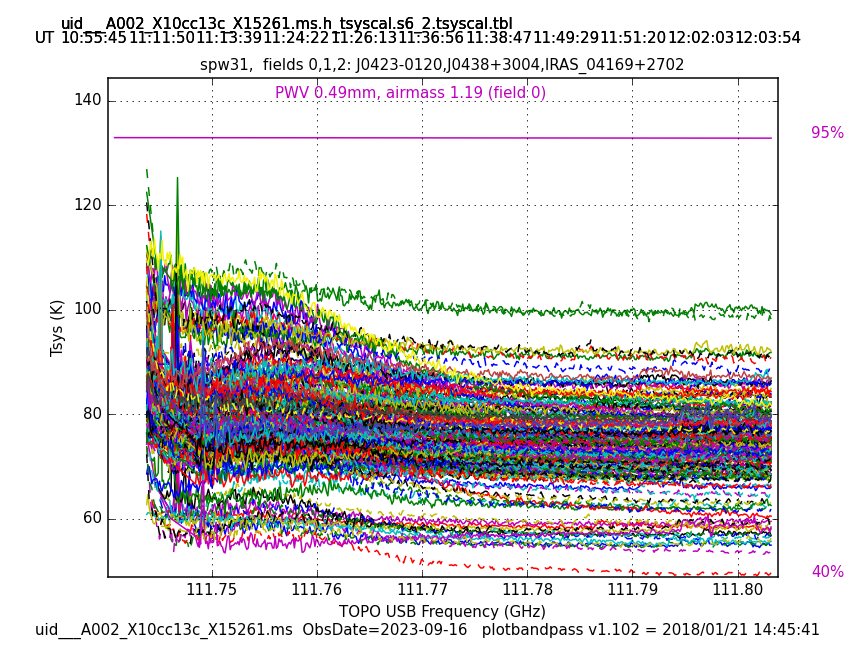 uid___A002_X10cc13c_X15261.ms.h_tsyscal.s6_2.tsyscal.tbl
UT 10:55:45 11:11:50 11:13:39 11:24:22 11:26:13 11:36:56 11:38:47 11:49:29 11:51:20 12:02:03 12:03:54
spw31, fields 0,1,2: J0423-0120,J0438+3004,IRAS_04169+2702
PWV 0.49mm, airmass 1.19 (field 0)
140
95%
120
100
Tsys (K)
80
60
40%
111.75 111.76 111.77 111.78 111.79 111.80
TOPO USB Frequency (GHz)
uid___A002_X10cc13c_X15261.ms ObsDate=2023-09-16 plotbandpass v1.102 = 2018/01/21 14:45:41